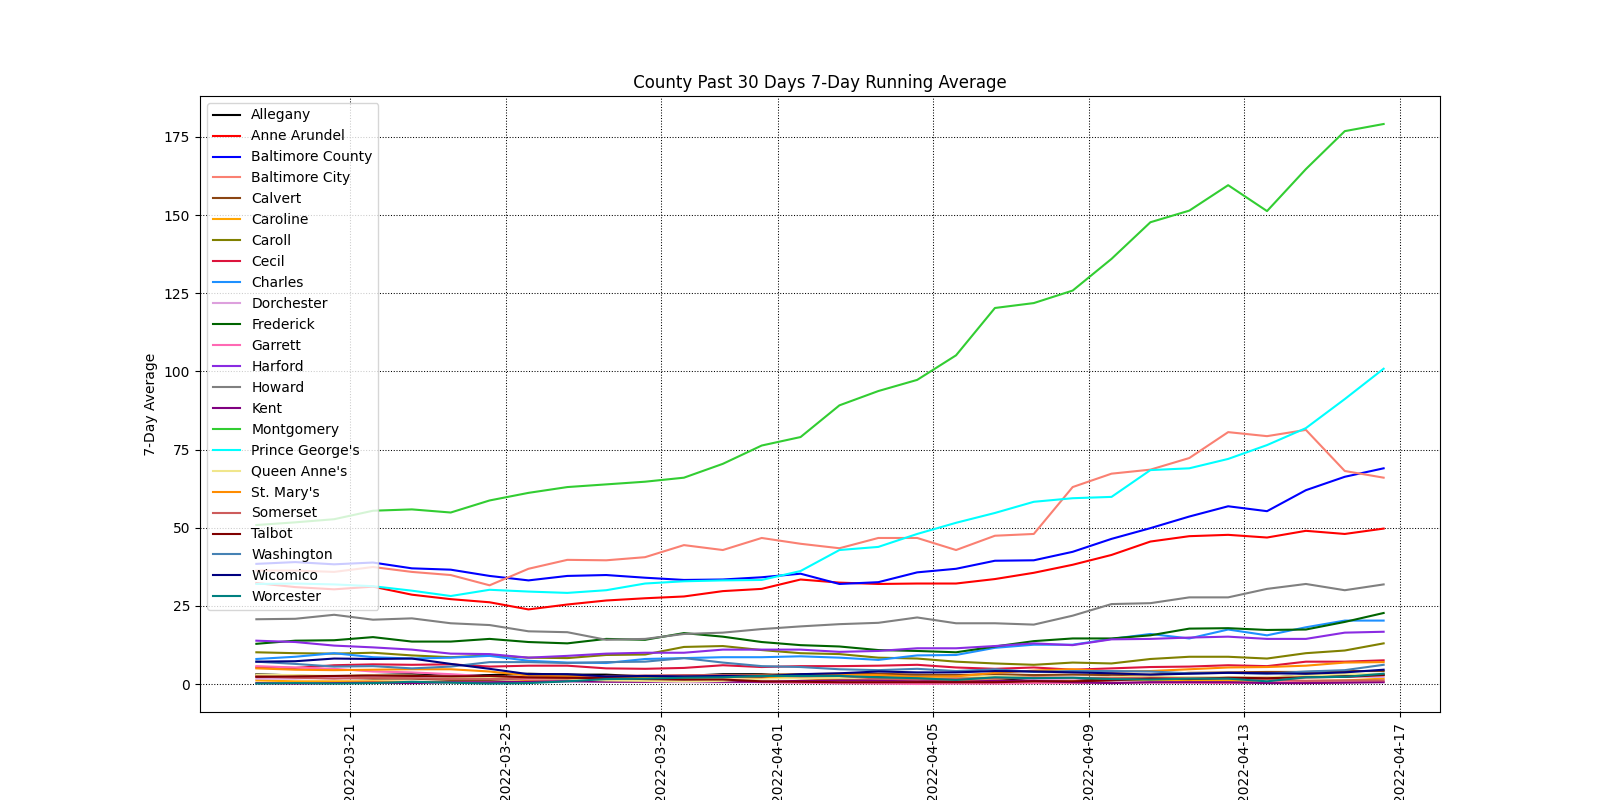 County Past 30 Days 7-Day Running Average
7-Day Average
175
150
125
100
75
50
25
0
Allegany
Anne Arundel
Baltimore County
Baltimore City
Calvert
Caroline
Caroll
Cecil
Charles
Dorchester
Frederick
Garrett
Harford
Howard
Kent
Montgomery
Prince George's
Queen Anne's
St. Mary's
Somerset
Talbot
Washington
Wicomico
Worcester
2022-03-21
2022-03-25
2022-03-29
2022-04-01
2022-04-05
2022-04-09
2022-04-13
2022-04-17